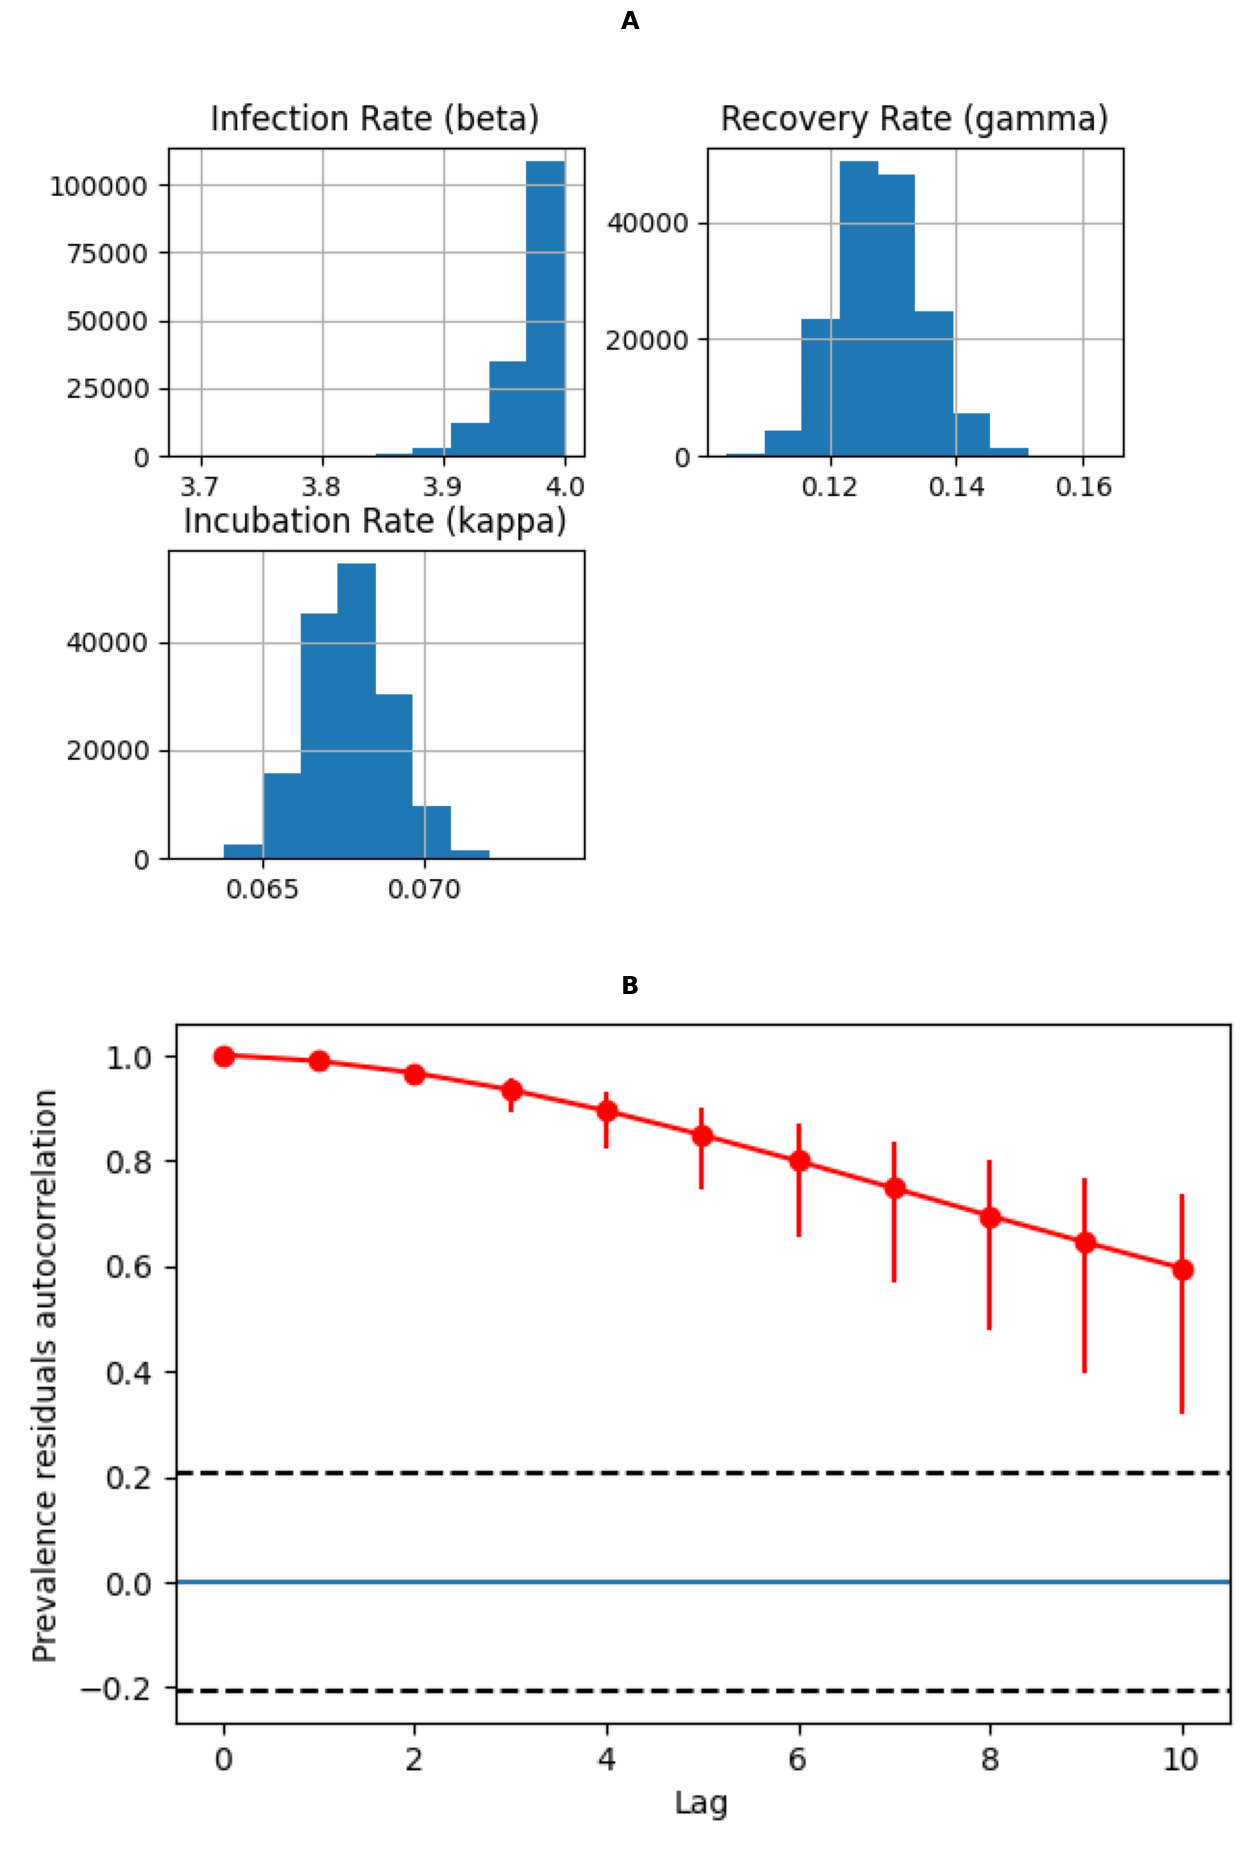 A
Infection Rate (beta)
100000
75000
50000
25000
0
3.7 3.8 3.9 4.0
Recovery Rate (gamma)
40000
20000
0
0.12 0.14 0.16
Incubation Rate (kappa)
40000
20000
0
0.065 0.070
B
Prevalence residuals autocorrelation
1.0
0.8
0.6
0.4
0.2
0.0
−0.2
0 2 4 6 8 10
Lag